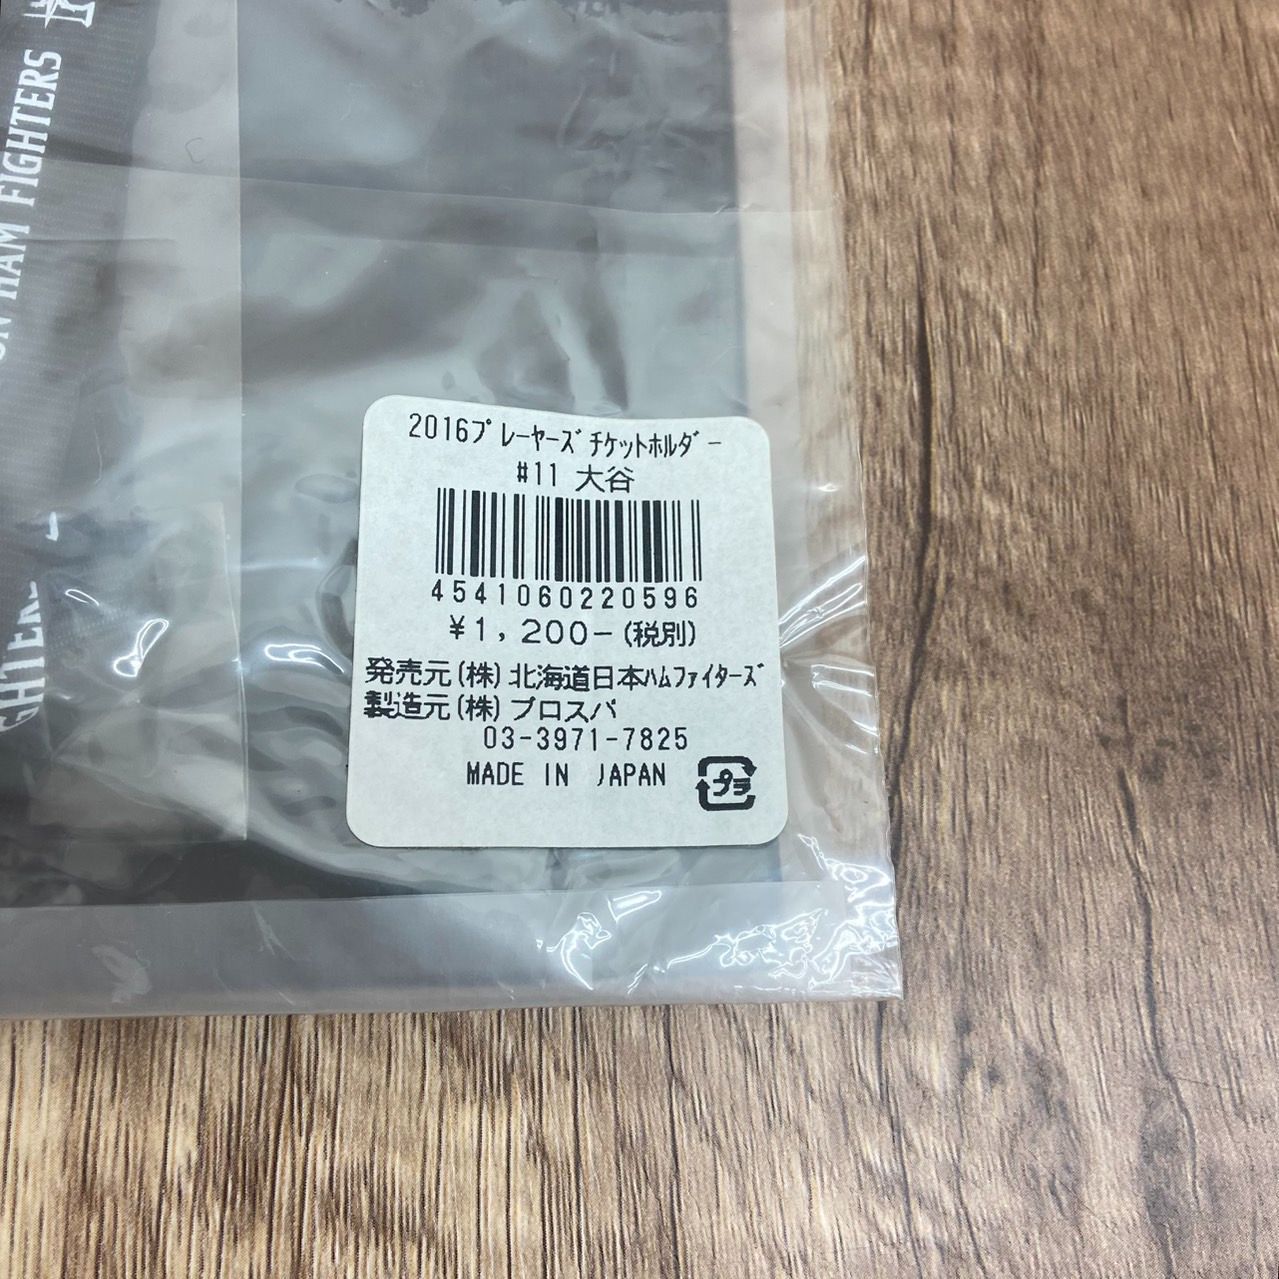 HAM FIGHTERS
2016プレーヤーズチケットホルダー
#11 大谷
4541060220596
¥1,200-(税別)
発売元(株)北海道日本ハムファイターズ
製造元(株)プロスパ
03-3971-7825
MADE IN JAPAN
プラ